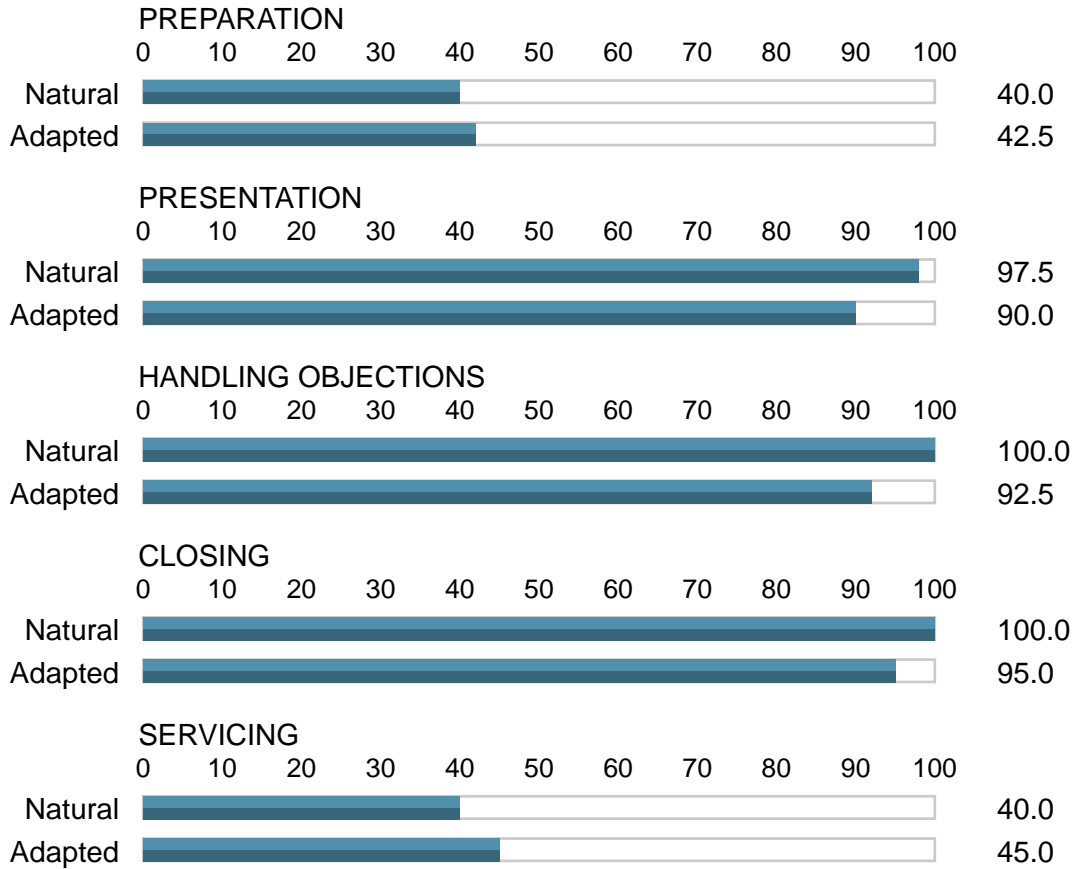 PREPARATION
0 10 20 30 40 50 60 70 80 90 100
Natural 40.0
Adapted 42.5
PRESENTATION
0 10 20 30 40 50 60 70 80 90 100
Natural 97.5
Adapted 90.0
HANDLING OBJECTIONS
0 10 20 30 40 50 60 70 80 90 100
Natural 100.0
Adapted 92.5
CLOSING
0 10 20 30 40 50 60 70 80 90 100
Natural 100.0
Adapted 95.0
SERVICING
0 10 20 30 40 50 60 70 80 90 100
Natural 40.0
Adapted 45.0